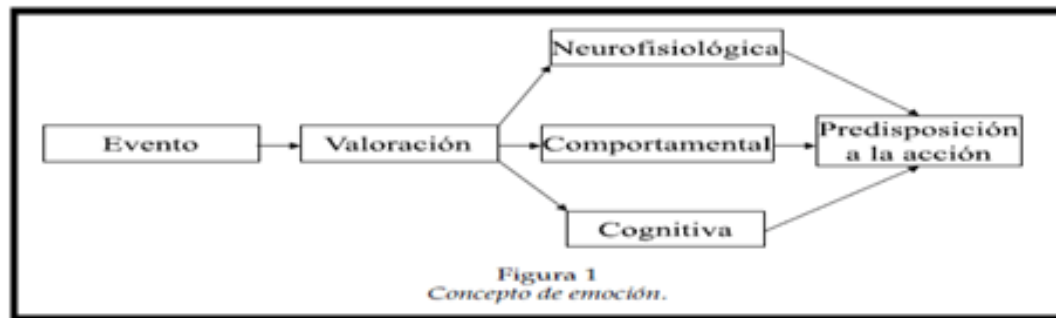 Neurofisiológica
Evento
Valoración
Comportamental
Predisposición
a la acción
Cognitiva
Figura 1
Concepto de emoción.